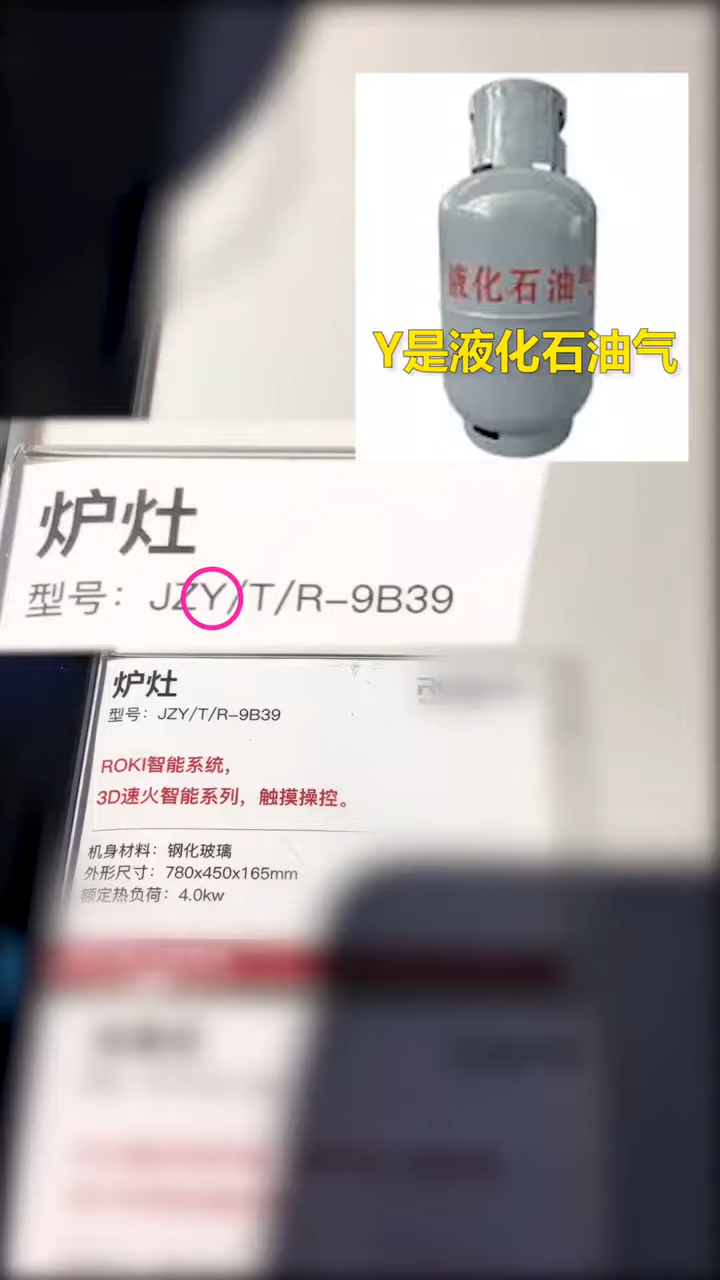 液化石油气
Y是液化石油气
炉灶
型号：JZY/T/R-9B39
炉灶
型号：JZY/T/R-9B39
ROKI智能系统，
3D速火智能系列，触摸操控。
机身材料：钢化玻璃
外形尺寸：780x450x165mm
额定热负荷：4.0kw